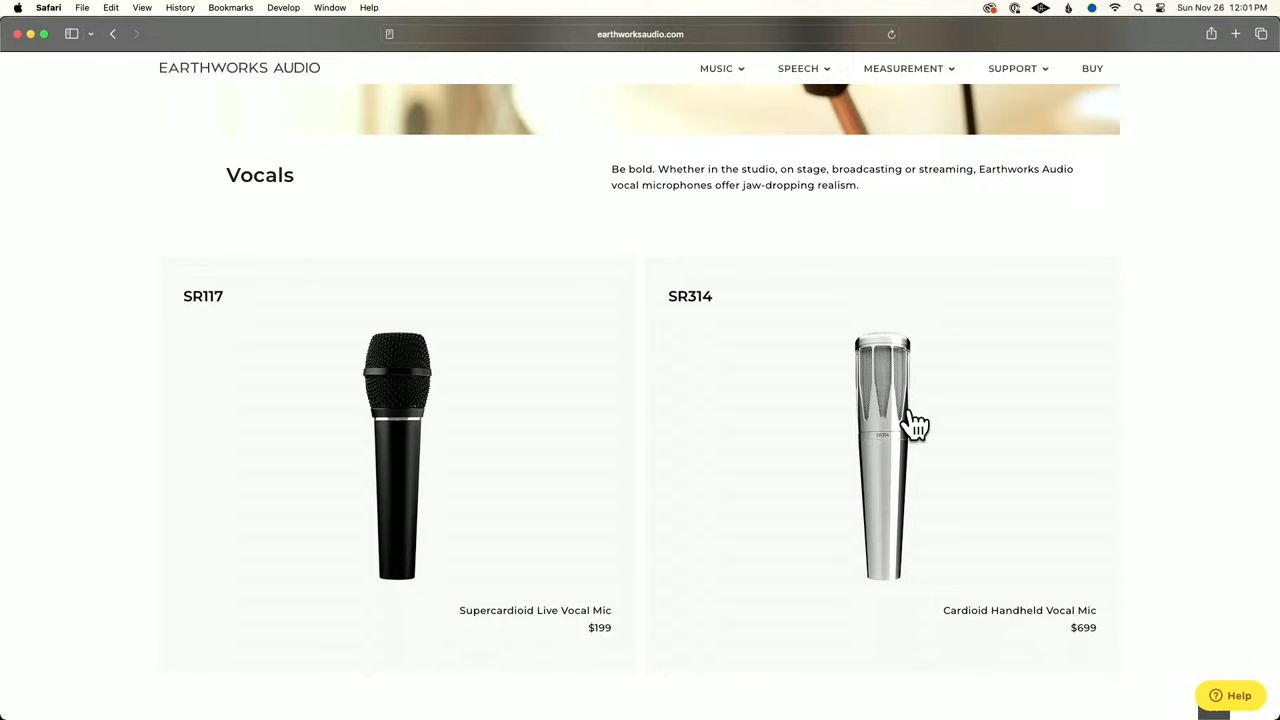 Safari File Edit View History Bookmarks Develop Window Help Sun Nov 26 12:01 PM
earthworksaudio.com
EARTHWORKS AUDIO MUSIC SPEECH MEASUREMENT SUPPORT BUY
Vocals
Be bold. Whether in the studio, on stage, broadcasting or streaming, Earthworks Audio
vocal microphones offer jaw-dropping realism.
SR117
SR314
Supercardioid Live Vocal Mic
$199
Cardioid Handheld Vocal Mic
$699
Help